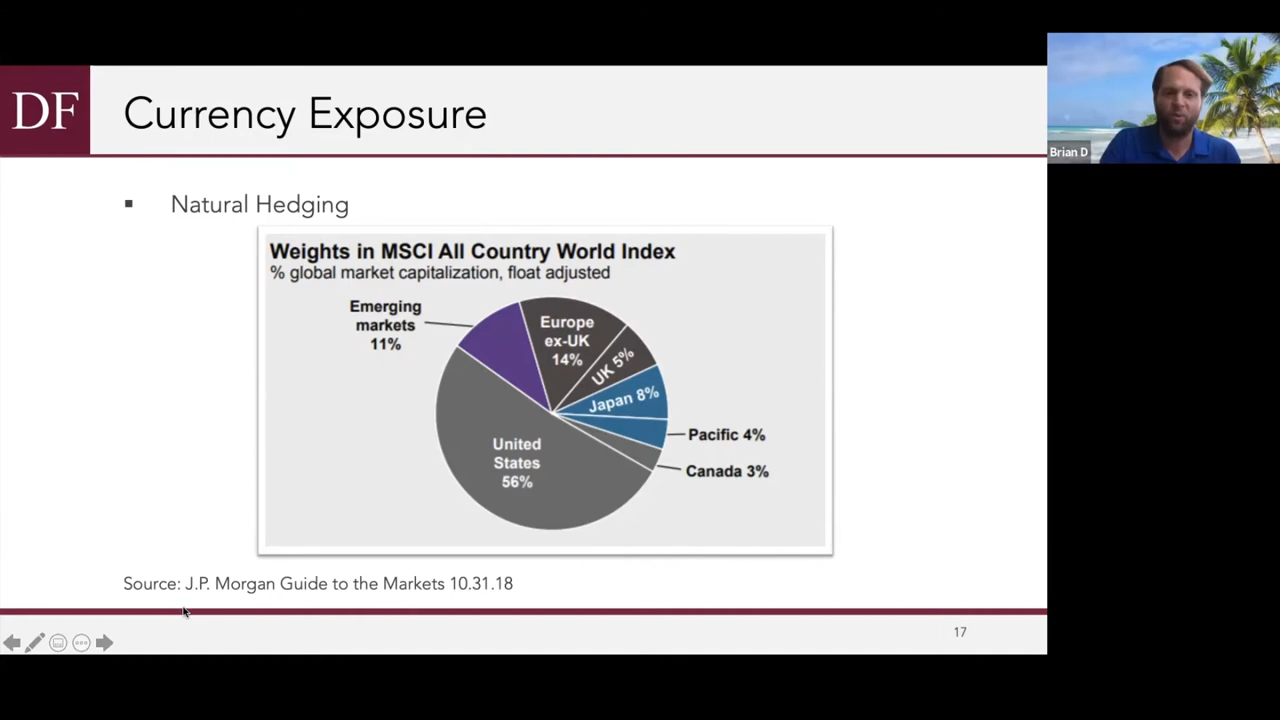 DF
Currency Exposure
Brian D
▪ Natural Hedging
Weights in MSCI All Country World Index
% global market capitalization, float adjusted
Emerging
markets
11%
Europe
ex-UK
14%
UK 5%
Japan 8%
Pacific 4%
Canada 3%
United
States
56%
Source: J.P. Morgan Guide to the Markets 10.31.18
17